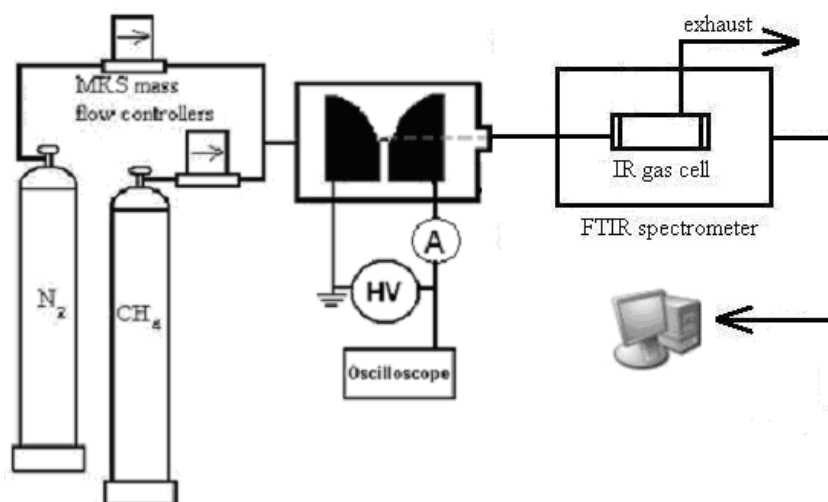 exhaust
MKS mass
flow controllers
IR gas cell
FTIR spectrometer
A
HV
N2
CH4
Oscilloscope